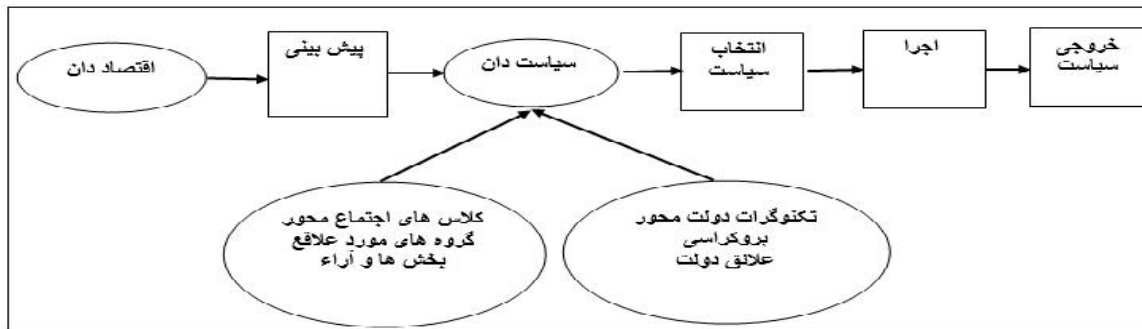 اقتصاد دان
پیش بینی
سیاست دان
انتخاب
سیاست
اجرا
خروجی
سیاست
کلاس های اجتماع محور
گروه های مورد علاقع
بخش ها و آراء
تکنوگرات دولت محور
بروکراسی
علائق دولت